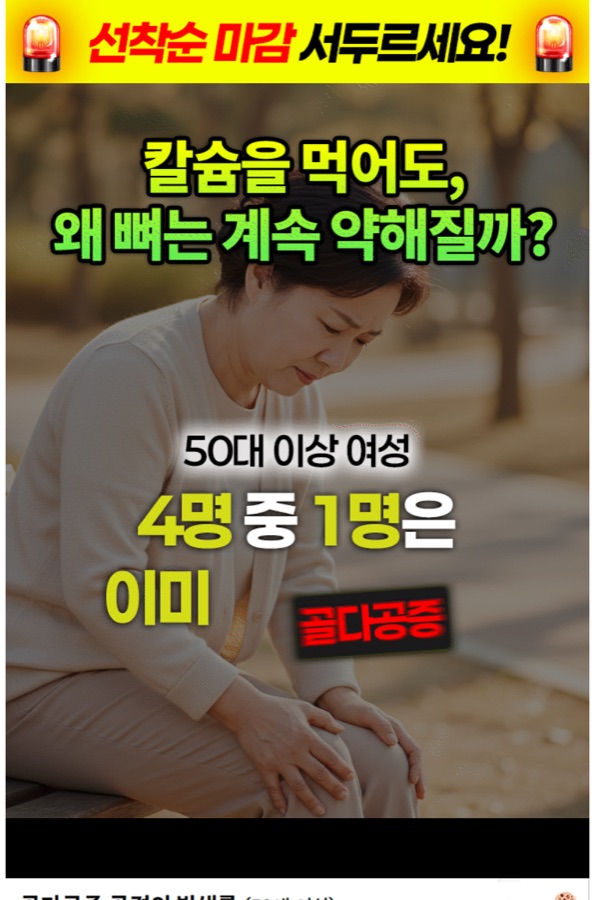 선착순 마감 서두르세요!
칼슘을 먹어도,
왜 뼈는 계속 약해질까?
50대 이상 여성
4명 중 1명은
이미
골다공증